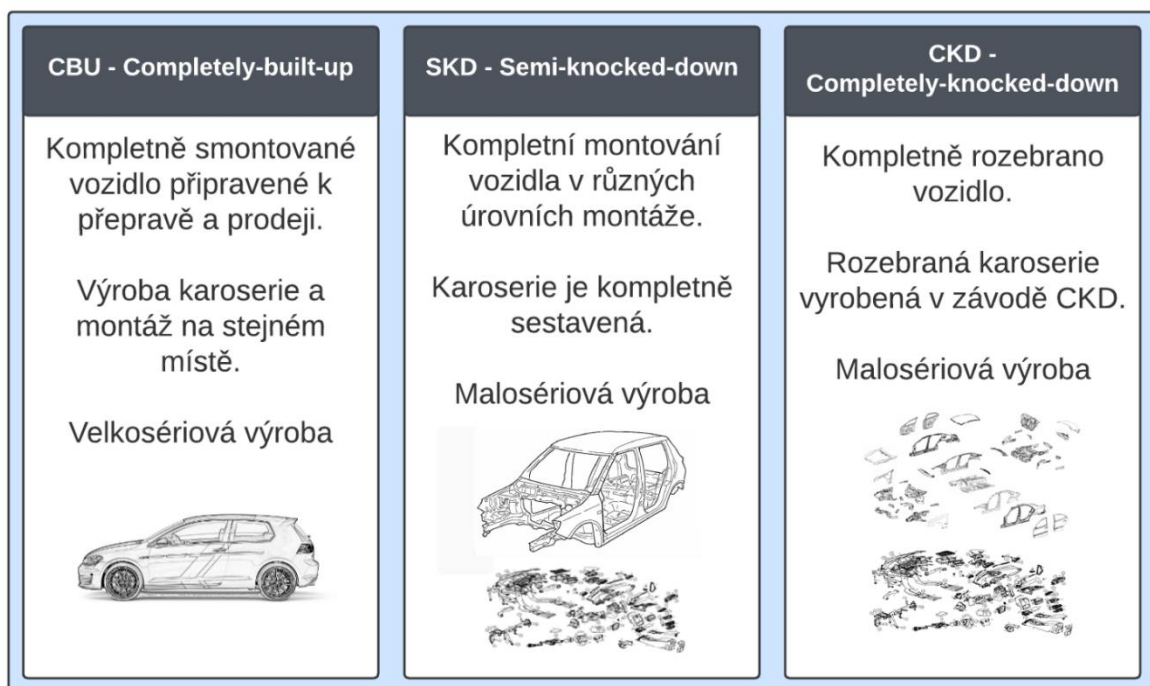 CBU - Completely-built-up
Kompletně smontované
vozidlo připravené k
přepravě a prodeji.
Výroba karoserie a
montáž na stejném
místě.
Velkosériová výroba
SKD - Semi-knocked-down
Kompletní montování
vozidla v různých
úrovních montáže.
Karoserie je kompletně
sestavená.
Malosériová výroba
CKD -
Completely-knocked-down
Kompletně rozebrano
vozidlo.
Rozebraná karoserie
vyrobená v závodě CKD.
Malosériová výroba